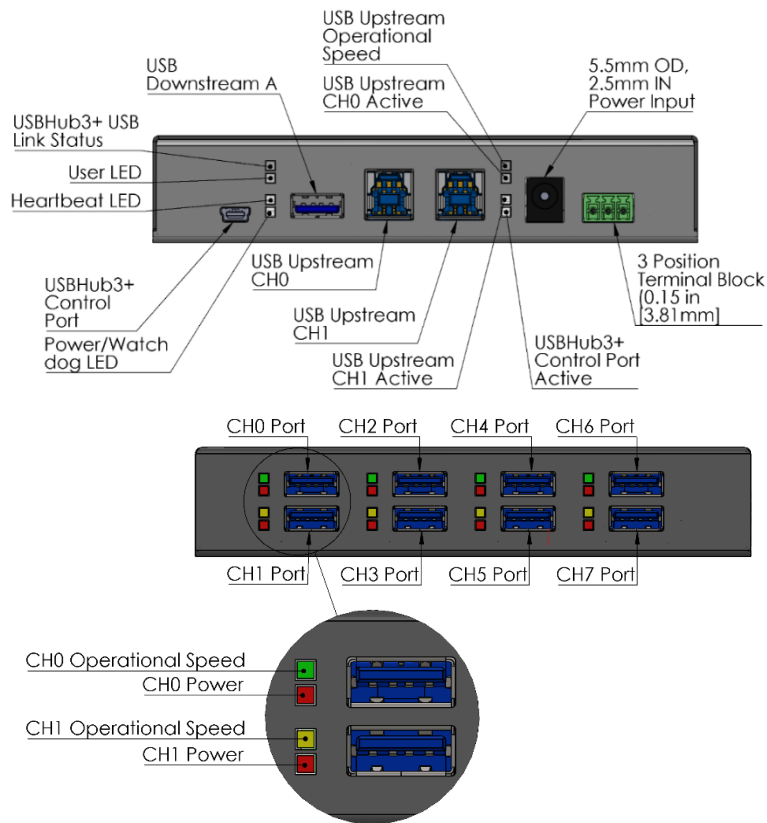 USB Upstream
Operational
Speed
USB
Downstream A
USB Upstream
CH0 Active
5.5mm OD,
2.5mm IN
Power Input
USBHub3+ USB
Link Status
User LED
Heartbeat LED
USBHub3+
Control
Port
Power/Watch
dog LED
USB Upstream
CH0
USB Upstream
CH1
USB Upstream
CH1 Active
USBHub3+
Control Port
Active
3 Position
Terminal Block
(0.15 in
[3.81mm]
CH0 Port
CH2 Port
CH4 Port
CH6 Port
CH1 Port
CH3 Port
CH5 Port
CH7 Port
CH0 Operational Speed
CH0 Power
CH1 Operational Speed
CH1 Power